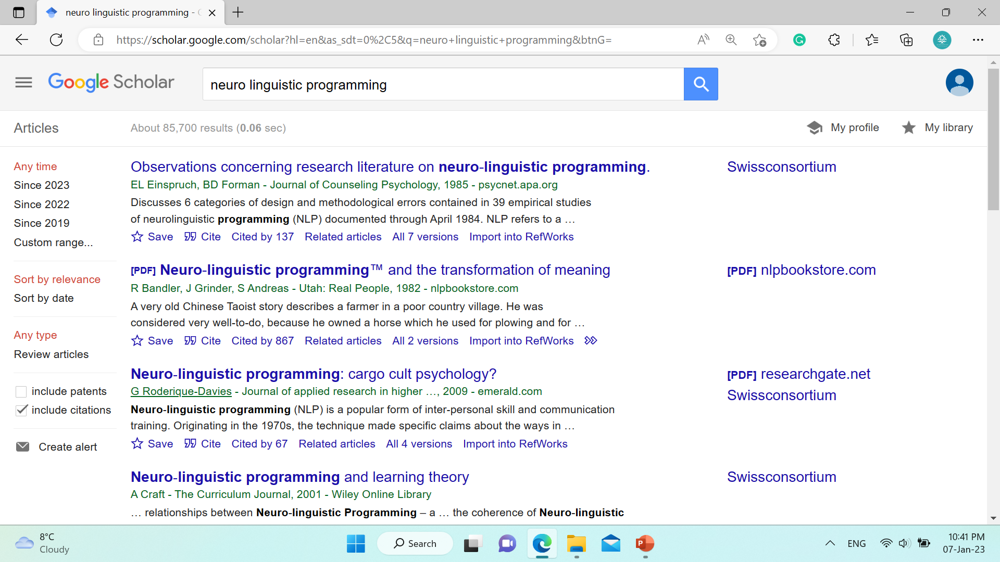 neuro linguistic programming -
https://scholar.google.com/scholar?hl=en&as_sdt=0%2C5&q=neuro+linguistic+programming&btnG=
Google Scholar
neuro linguistic programming
Articles
About 85,700 results (0.06 sec)
My profile
My library
Any time
Since 2023
Since 2022
Since 2019
Custom range...
Sort by relevance
Sort by date
Any type
Review articles
include patents
include citations
Create alert
Observations concerning research literature on neuro-linguistic programming.
EL Einspruch, BD Forman - Journal of Counseling Psychology, 1985 - psycnet.apa.org
Discusses 6 categories of design and methodological errors contained in 39 empirical studies
of neurolinguistic programming (NLP) documented through April 1984. NLP refers to a …
Save Cite Cited by 137 Related articles All 7 versions Import into RefWorks
Swissconsortium
[PDF] Neuro-linguistic programming™ and the transformation of meaning
R Bandler, J Grinder, S Andreas - Utah: Real People, 1982 - nlpbookstore.com
A very old Chinese Taoist story describes a farmer in a poor country village. He was
considered very well-to-do, because he owned a horse which he used for plowing and for …
Save Cite Cited by 867 Related articles All 2 versions Import into RefWorks
[PDF] nlpbookstore.com
Neuro-linguistic programming: cargo cult psychology?
G Roderique-Davies - Journal of applied research in higher …, 2009 - emerald.com
Neuro-linguistic programming (NLP) is a popular form of inter-personal skill and communication
training. Originating in the 1970s, the technique made specific claims about the ways in …
Save Cite Cited by 67 Related articles All 4 versions Import into RefWorks
[PDF] researchgate.net
Swissconsortium
Neuro-linguistic programming and learning theory
A Craft - The Curriculum Journal, 2001 - Wiley Online Library
… relationships between Neuro-linguistic Programming – a … the coherence of Neuro-linguistic
Swissconsortium
8°C
Cloudy
Search
ENG
10:41 PM
07-Jan-23